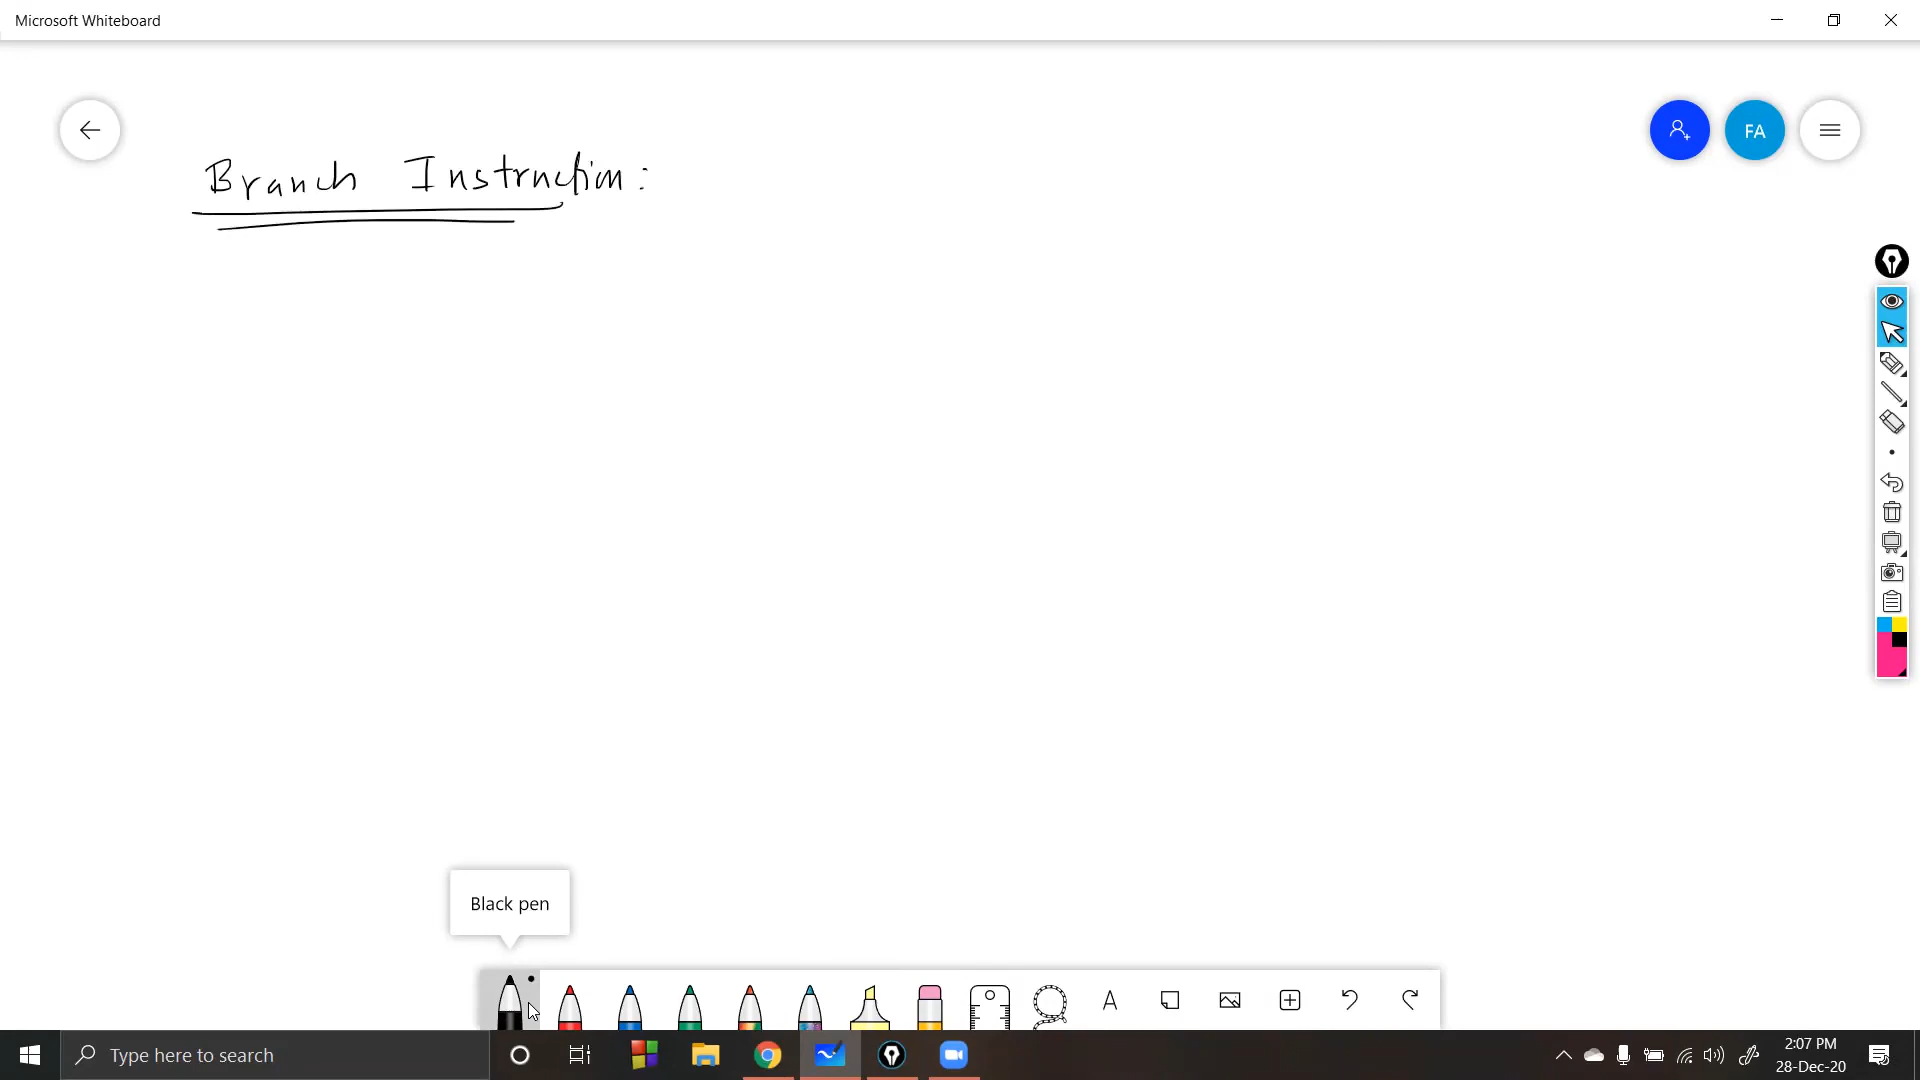 Microsoft Whiteboard
FA
Branch Instruction:
Black pen
A
Type here to search
2:07 PM
28-Dec-20